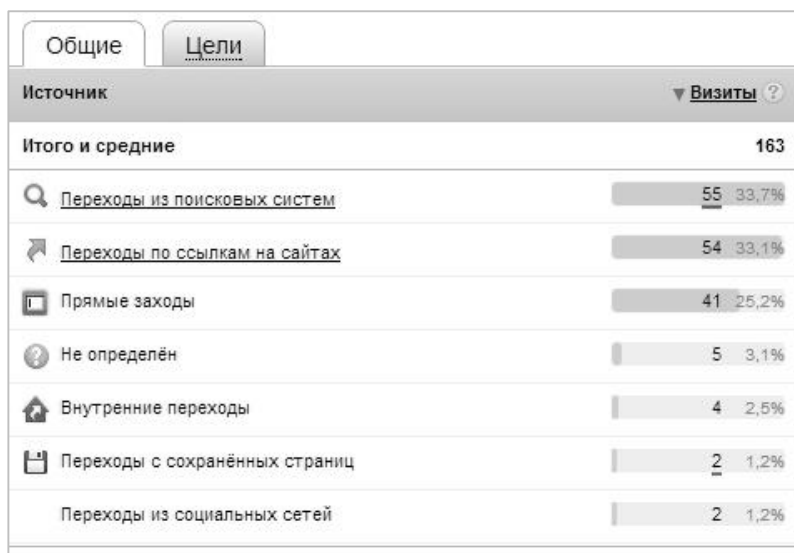 Общие Цели
Источник ▼ Визиты ?
Итого и средние 163
Переходы из поисковых систем 55 33,7%
Переходы по ссылкам на сайтах 54 33,1%
Прямые заходы 41 25,2%
Не определён 5 3,1%
Внутренние переходы 4 2,5%
Переходы с сохранённых страниц 2 1,2%
Переходы из социальных сетей 2 1,2%